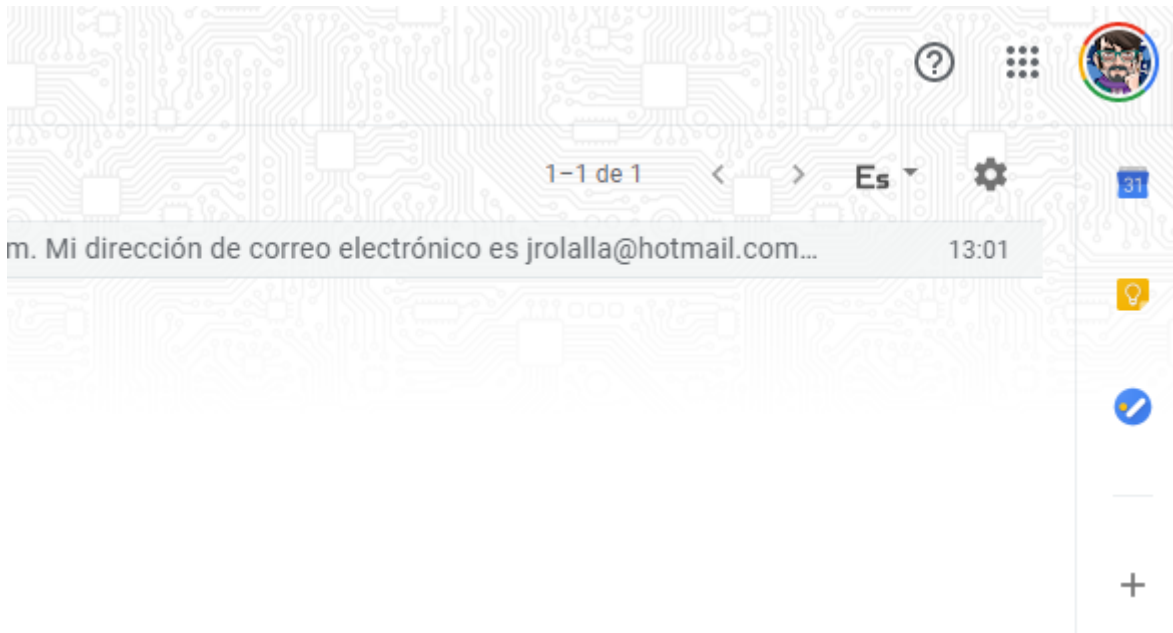 1–1 de 1
Es
31
m. Mi dirección de correo electrónico es jrolalla@hotmail.com... 13:01